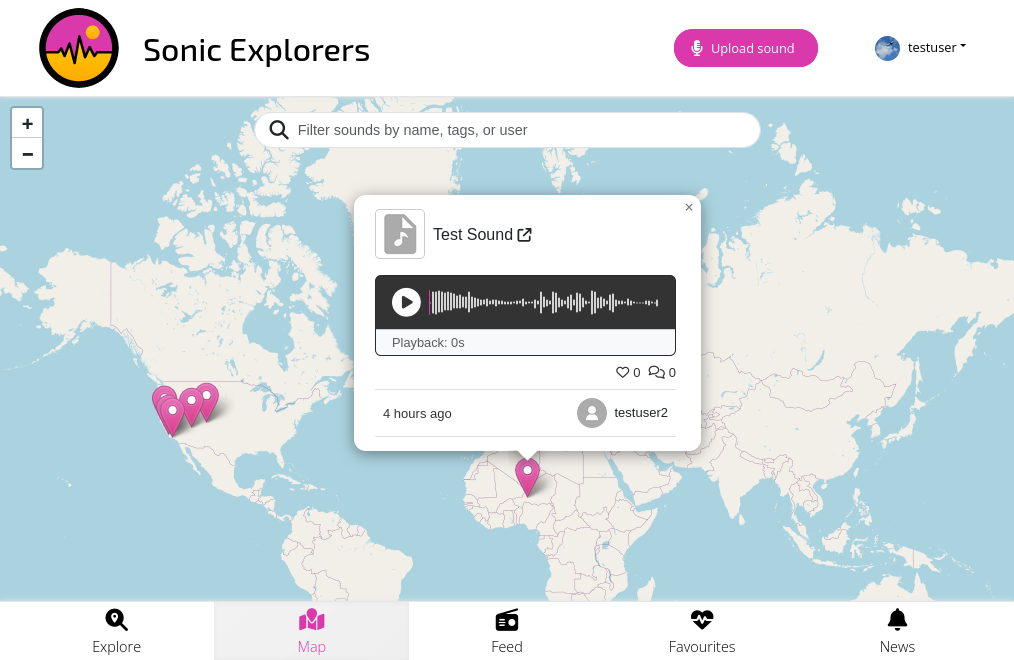 Sonic Explorers
Upload sound
testuser
+
−
Filter sounds by name, tags, or user
×
Test Sound
Playback: 0s
0 0
4 hours ago
testuser2
Explore
Map
Feed
Favourites
News